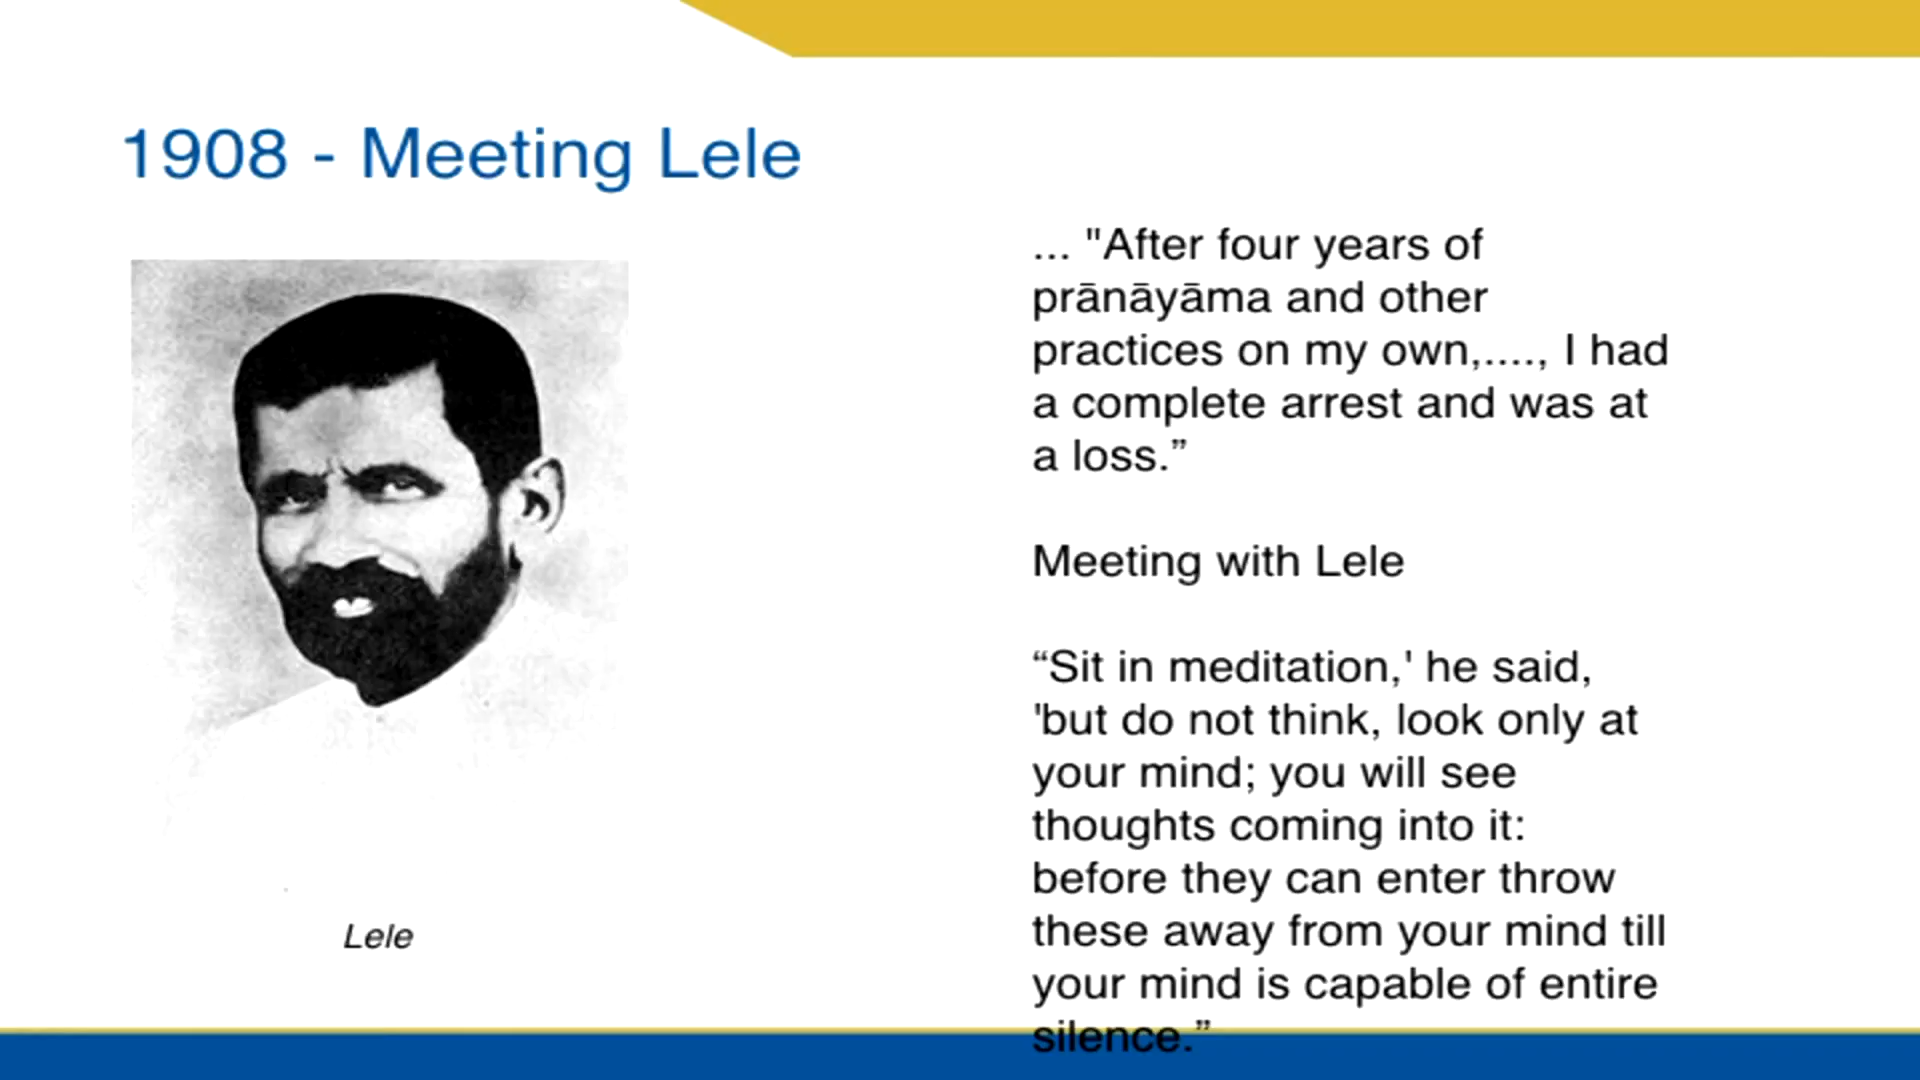 1908 - Meeting Lele
... "After four years of
prānāyāma and other
practices on my own,...., I had
a complete arrest and was at
a loss.”
Meeting with Lele
“Sit in meditation,' he said,
'but do not think, look only at
your mind; you will see
thoughts coming into it:
before they can enter throw
these away from your mind till
your mind is capable of entire
silence.”
Lele